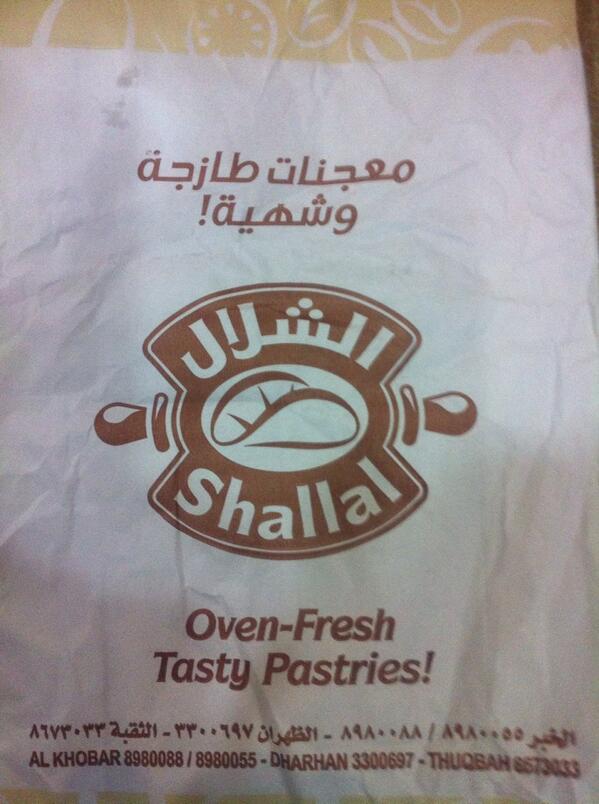 معجنات طازجة
وشهية!
الشلال
Shallal
Oven-Fresh
Tasty Pastries!
الخبر ٨٩٨٠٠٥٥ / ٨٩٨٠٠٨٨ - الظهران ٣٣٠٠٦٩٧ - الثقبة ٨٦٧٣٠٣٣
AL KHOBAR 8980088 / 8980055 - DHARHAN 3300697 - THUQBAH 8673033